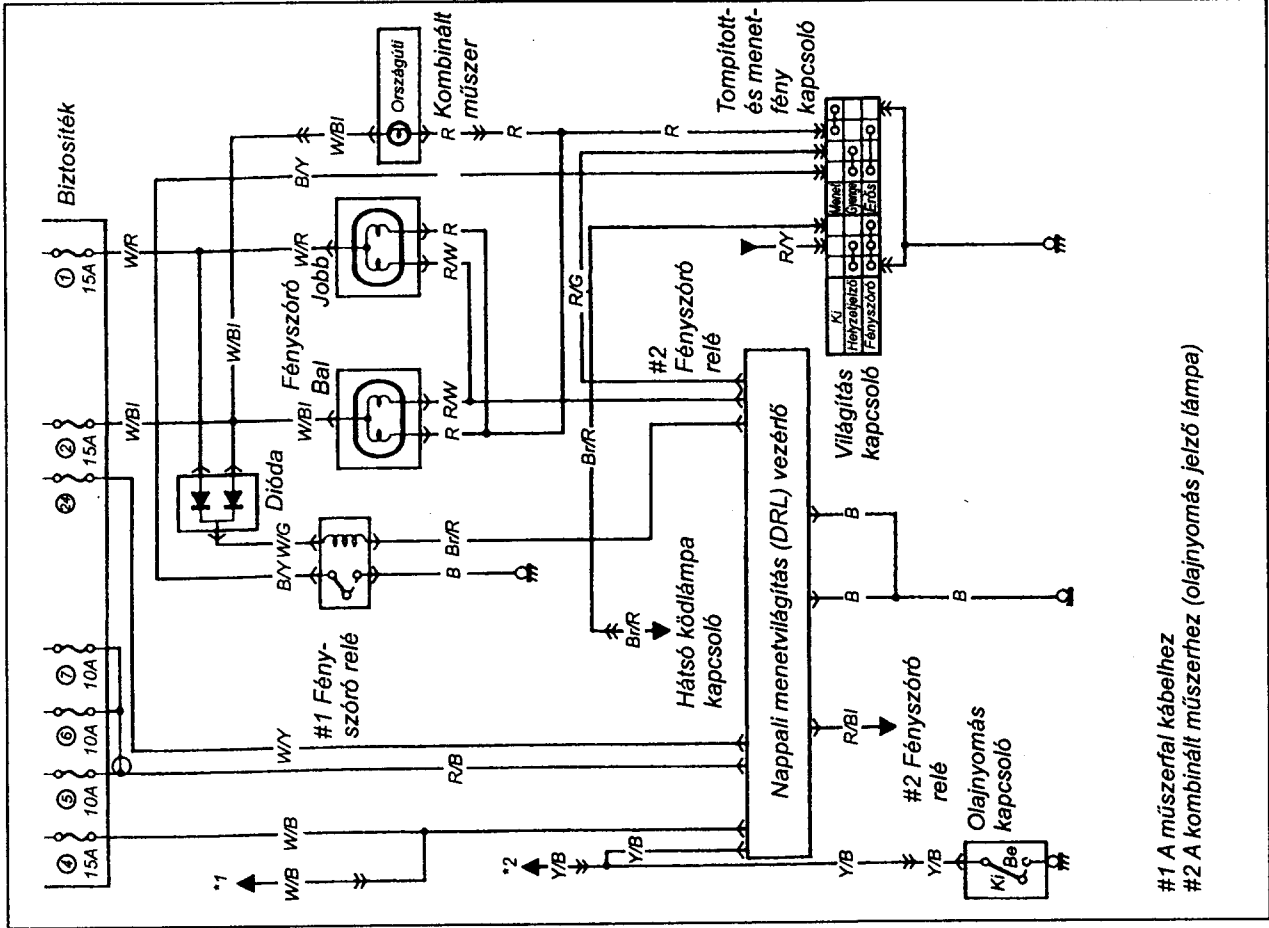 Biztosíték
① 15A
② 15A
㉔
⑦ 10A
⑥ 10A
⑤ 10A
④ 15A
W/R
W/Bl
W/Bl
W/Bl
B/Y
Országúti
Kombinált
műszer
R
R
R
Dióda
Fényszóró
Bal
Jobb
W/Bl
W/R
R
R/W
R/W
R
B/Y
W/G
B
Br/R
#1 Fény-
szóró relé
W/Y
R/B
W/B
*1
W/B
*2
Y/B
Y/B
Y/B
Y/B
Br/R
Hátsó ködlámpa
kapcsoló
Br/R
R/G
#2
Fényszóró
relé
Nappali menetvilágítás (DRL) vezérlő
R/Bl
#2 Fényszóró
relé
B
B
B
Olajnyomás
kapcsoló
Ki
Be
Tompított-
és menet-
fény
kapcsoló
R/Y
Ki
Helyzetjelző
Fényszóró
Menet
Gyenge
Erős
Világítás
kapcsoló
#1 A műszerfal kábelhez
#2 A kombinált műszerhez (olajnyomás jelző lámpa)